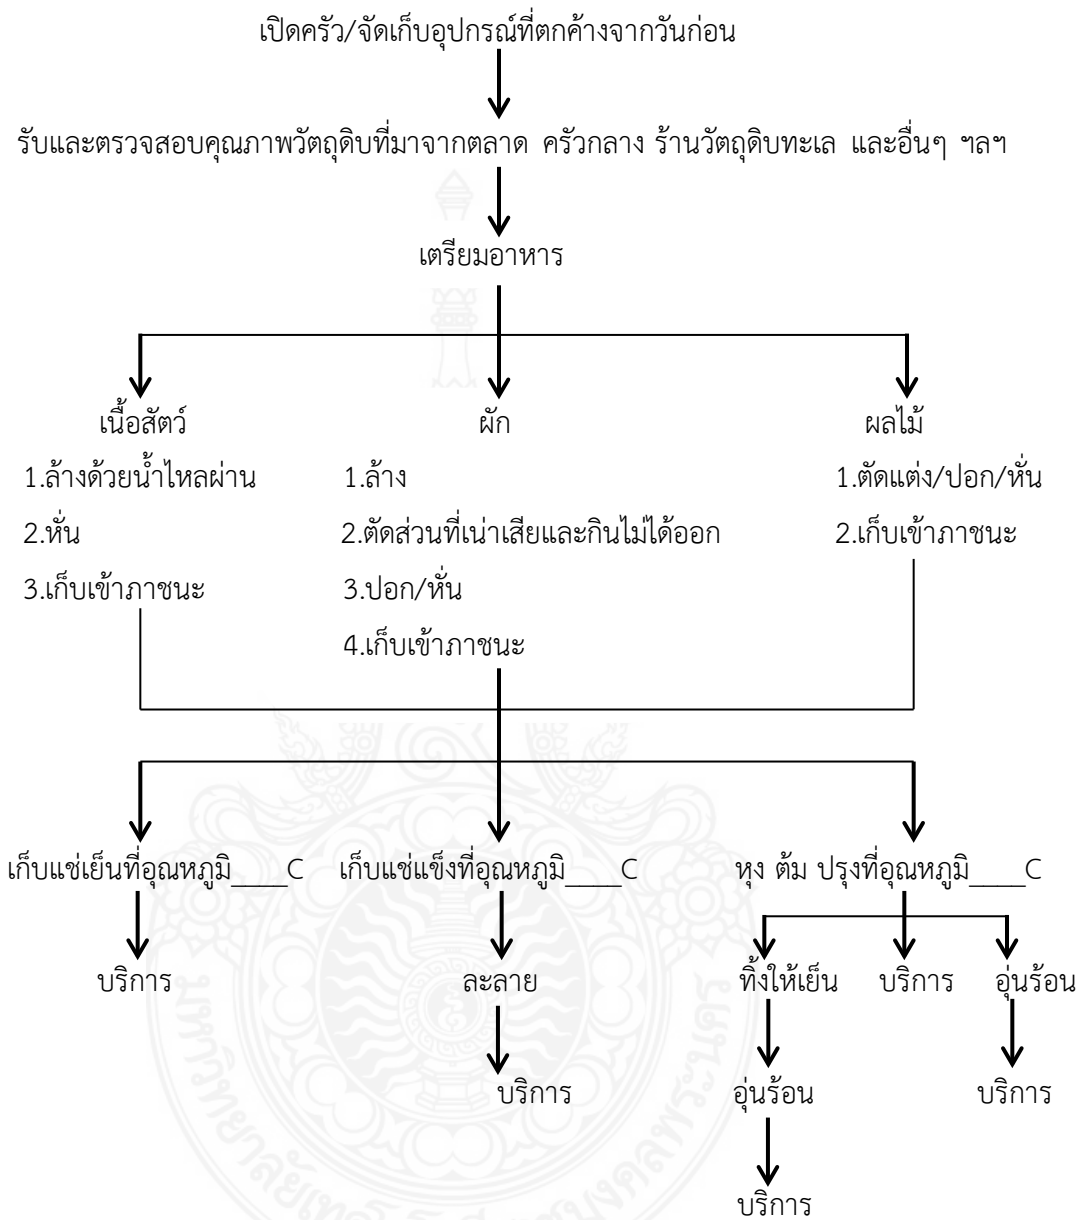 เปิดครัว/จัดเก็บอุปกรณ์ที่ตกค้างจากวันก่อน
รับและตรวจสอบคุณภาพวัตถุดิบที่มาจากตลาด ครัวกลาง ร้านวัตถุดิบทะเล และอื่นๆ ฯลฯ
เตรียมอาหาร
เนื้อสัตว์
1.ล้างด้วยน้ำไหลผ่าน
2.หั่น
3.เก็บเข้าภาชนะ
ผัก
1.ล้าง
2.ตัดส่วนที่เน่าเสียและกินไม่ได้ออก
3.ปอก/หั่น
4.เก็บเข้าภาชนะ
ผลไม้
1.ตัดแต่ง/ปอก/หั่น
2.เก็บเข้าภาชนะ
เก็บแช่เย็นที่อุณหภูมิ____C
บริการ
เก็บแช่แข็งที่อุณหภูมิ____C
ละลาย
บริการ
หุง ต้ม ปรุงที่อุณหภูมิ____C
ทิ้งให้เย็น
อุ่นร้อน
บริการ
บริการ
อุ่นร้อน
บริการ